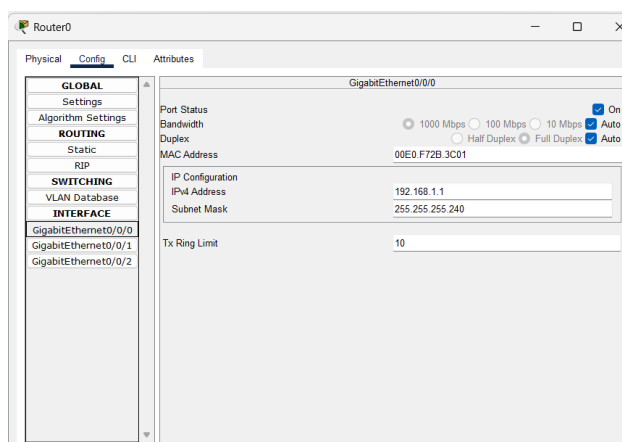 Router0
Physical Config CLI Attributes
GLOBAL
Settings
Algorithm Settings
ROUTING
Static
RIP
SWITCHING
VLAN Database
INTERFACE
GigabitEthernet0/0/0
GigabitEthernet0/0/1
GigabitEthernet0/0/2
GigabitEthernet0/0/0
Port Status On
Bandwidth 1000 Mbps 100 Mbps 10 Mbps Auto
Duplex Half Duplex Full Duplex Auto
MAC Address 00E0.F72B.3C01
IP Configuration
IPv4 Address 192.168.1.1
Subnet Mask 255.255.255.240
Tx Ring Limit 10